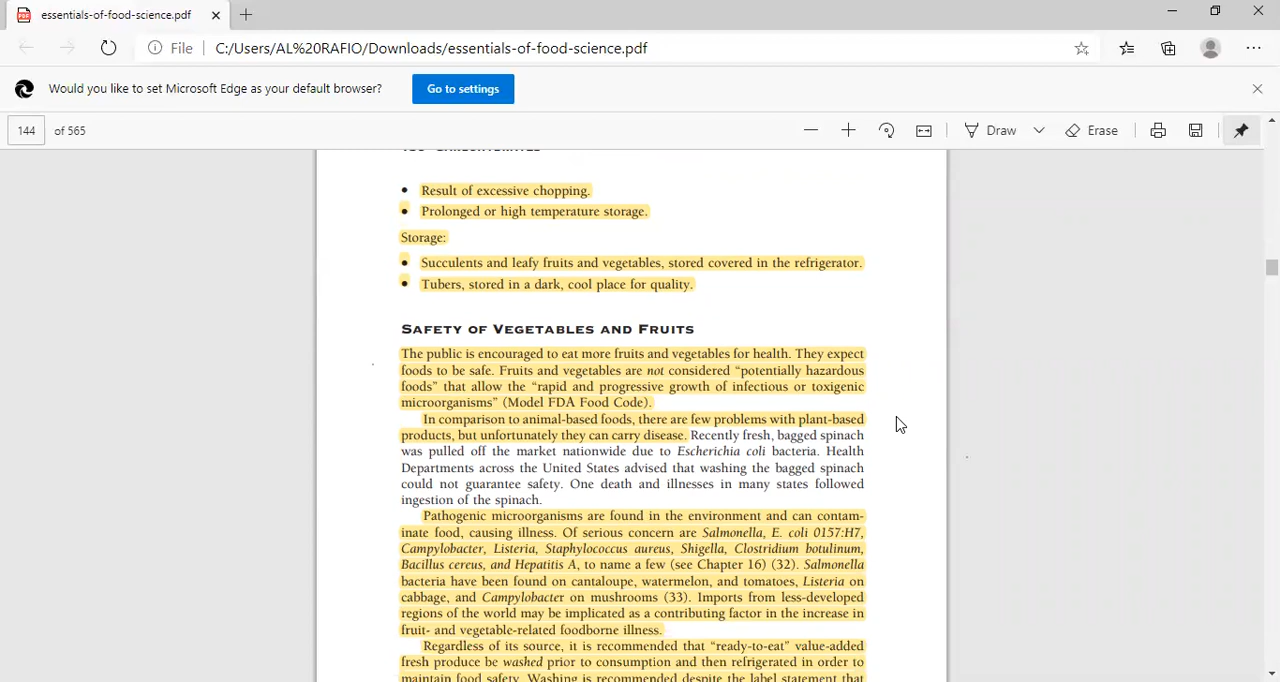 essentials-of-food-science.pdf
File
C:/Users/AL%20RAFIO/Downloads/essentials-of-food-science.pdf
Would you like to set Microsoft Edge as your default browser?
Go to settings
144 of 565
Draw
Erase
• Result of excessive chopping.
• Prolonged or high temperature storage.
Storage:
• Succulents and leafy fruits and vegetables, stored covered in the refrigerator.
• Tubers, stored in a dark, cool place for quality.
SAFETY OF VEGETABLES AND FRUITS
The public is encouraged to eat more fruits and vegetables for health. They expect
foods to be safe. Fruits and vegetables are not considered “potentially hazardous
foods” that allow the “rapid and progressive growth of infectious or toxigenic
microorganisms” (Model FDA Food Code).
In comparison to animal-based foods, there are few problems with plant-based
products, but unfortunately they can carry disease. Recently fresh, bagged spinach
was pulled off the market nationwide due to Escherichia coli bacteria. Health
Departments across the United States advised that washing the bagged spinach
could not guarantee safety. One death and illnesses in many states followed
ingestion of the spinach.
Pathogenic microorganisms are found in the environment and can contam-
inate food, causing illness. Of serious concern are Salmonella, E. coli 0157:H7,
Campylobacter, Listeria, Staphylococcus aureus, Shigella, Clostridium botulinum,
Bacillus cereus, and Hepatitis A, to name a few (see Chapter 16) (32). Salmonella
bacteria have been found on cantaloupe, watermelon, and tomatoes, Listeria on
cabbage, and Campylobacter on mushrooms (33). Imports from less-developed
regions of the world may be implicated as a contributing factor in the increase in
fruit- and vegetable-related foodborne illness.
Regardless of its source, it is recommended that “ready-to-eat” value-added
fresh produce be washed prior to consumption and then refrigerated in order to
maintain food safety. Washing is recommended despite the label statement that